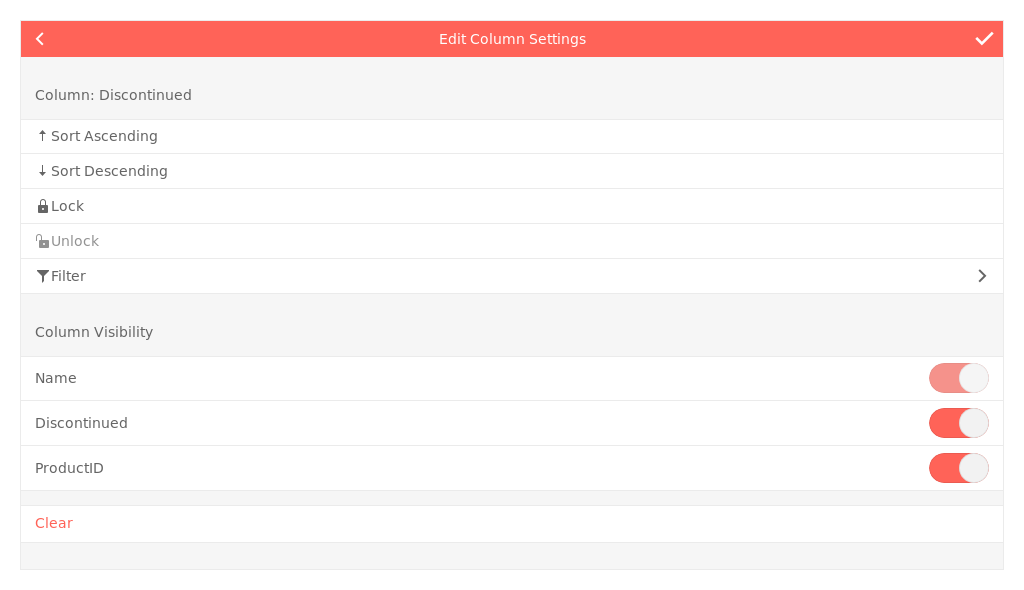 Edit Column Settings
Column: Discontinued
Sort Ascending
Sort Descending
Lock
Unlock
Filter
Column Visibility
Name
Discontinued
ProductID
Clear